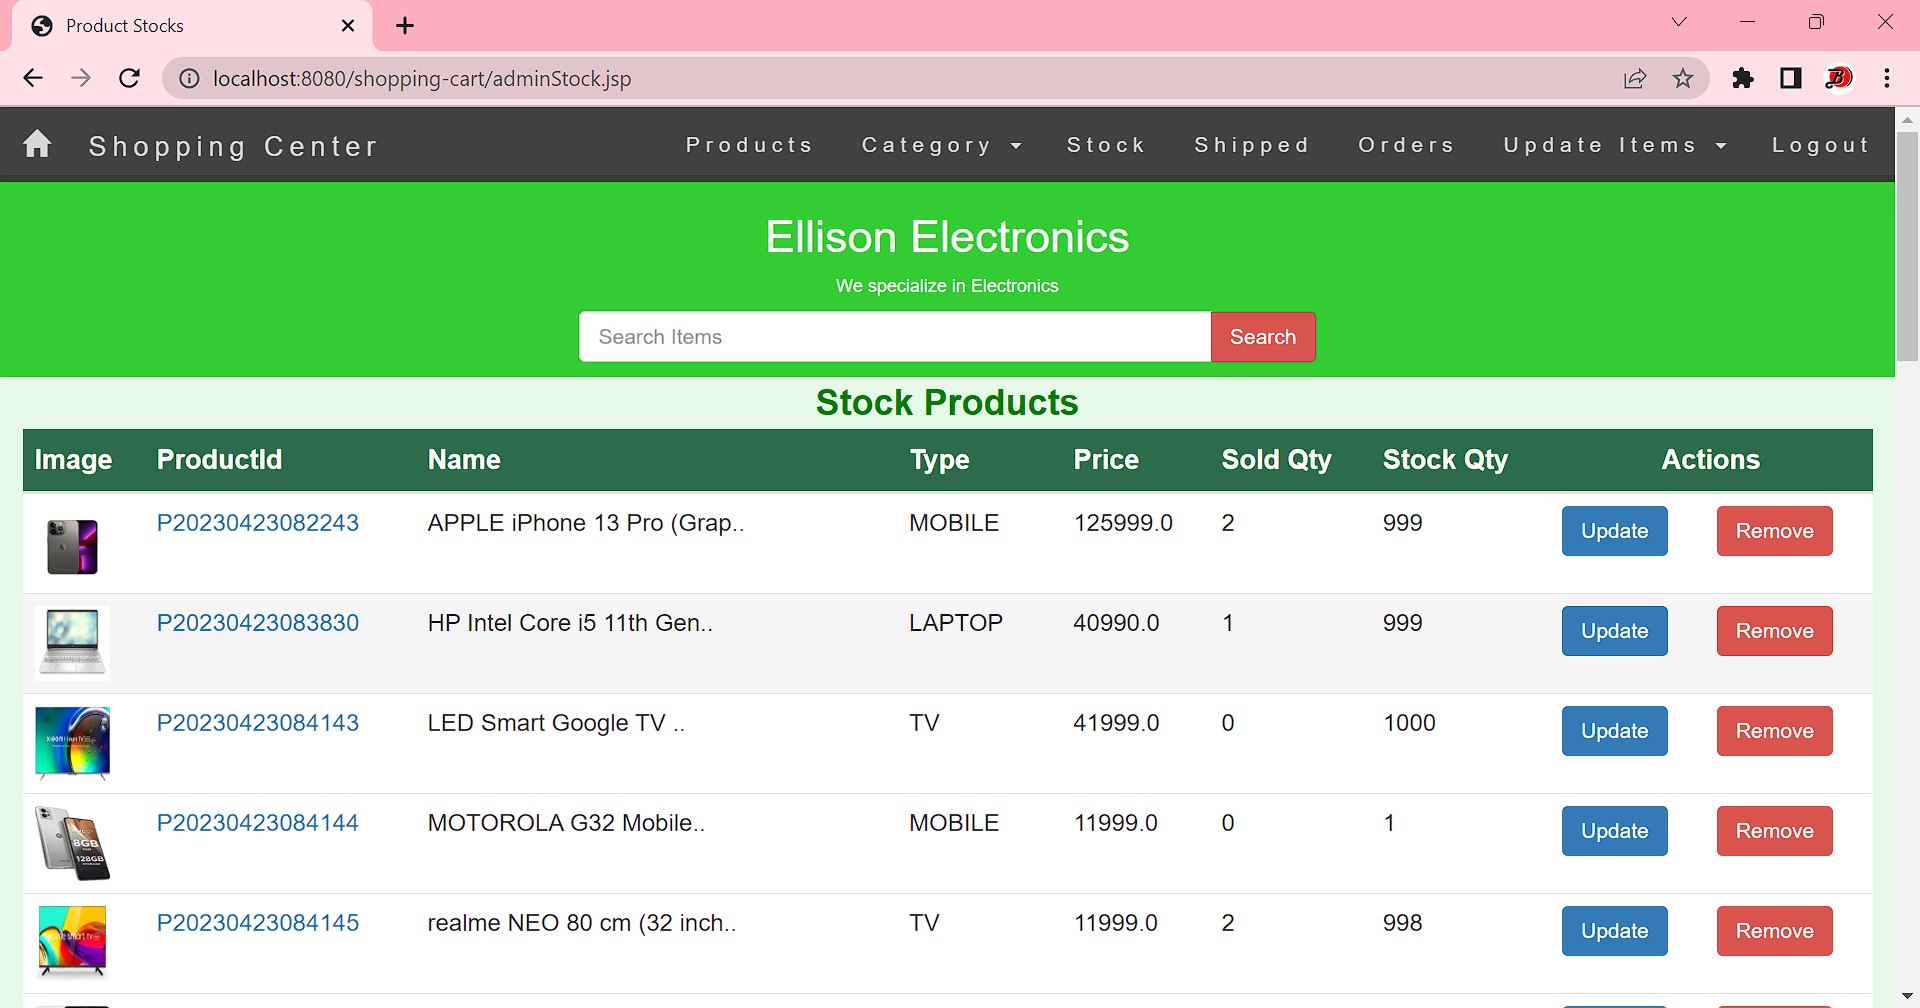 Product Stocks
localhost:8080/shopping-cart/adminStock.jsp
Shopping Center Products Category Stock Shipped Orders Update Items Logout
Ellison Electronics
We specialize in Electronics
Search Items Search
Stock Products
Image ProductId Name Type Price Sold Qty Stock Qty Actions
P20230423082243 APPLE iPhone 13 Pro (Grap.. MOBILE 125999.0 2 999 Update Remove
P20230423083830 HP Intel Core i5 11th Gen.. LAPTOP 40990.0 1 999 Update Remove
P20230423084143 LED Smart Google TV .. TV 41999.0 0 1000 Update Remove
P20230423084144 MOTOROLA G32 Mobile.. MOBILE 11999.0 0 1 Update Remove
8GB
128GB
P20230423084145 realme NEO 80 cm (32 inch.. TV 11999.0 2 998 Update Remove